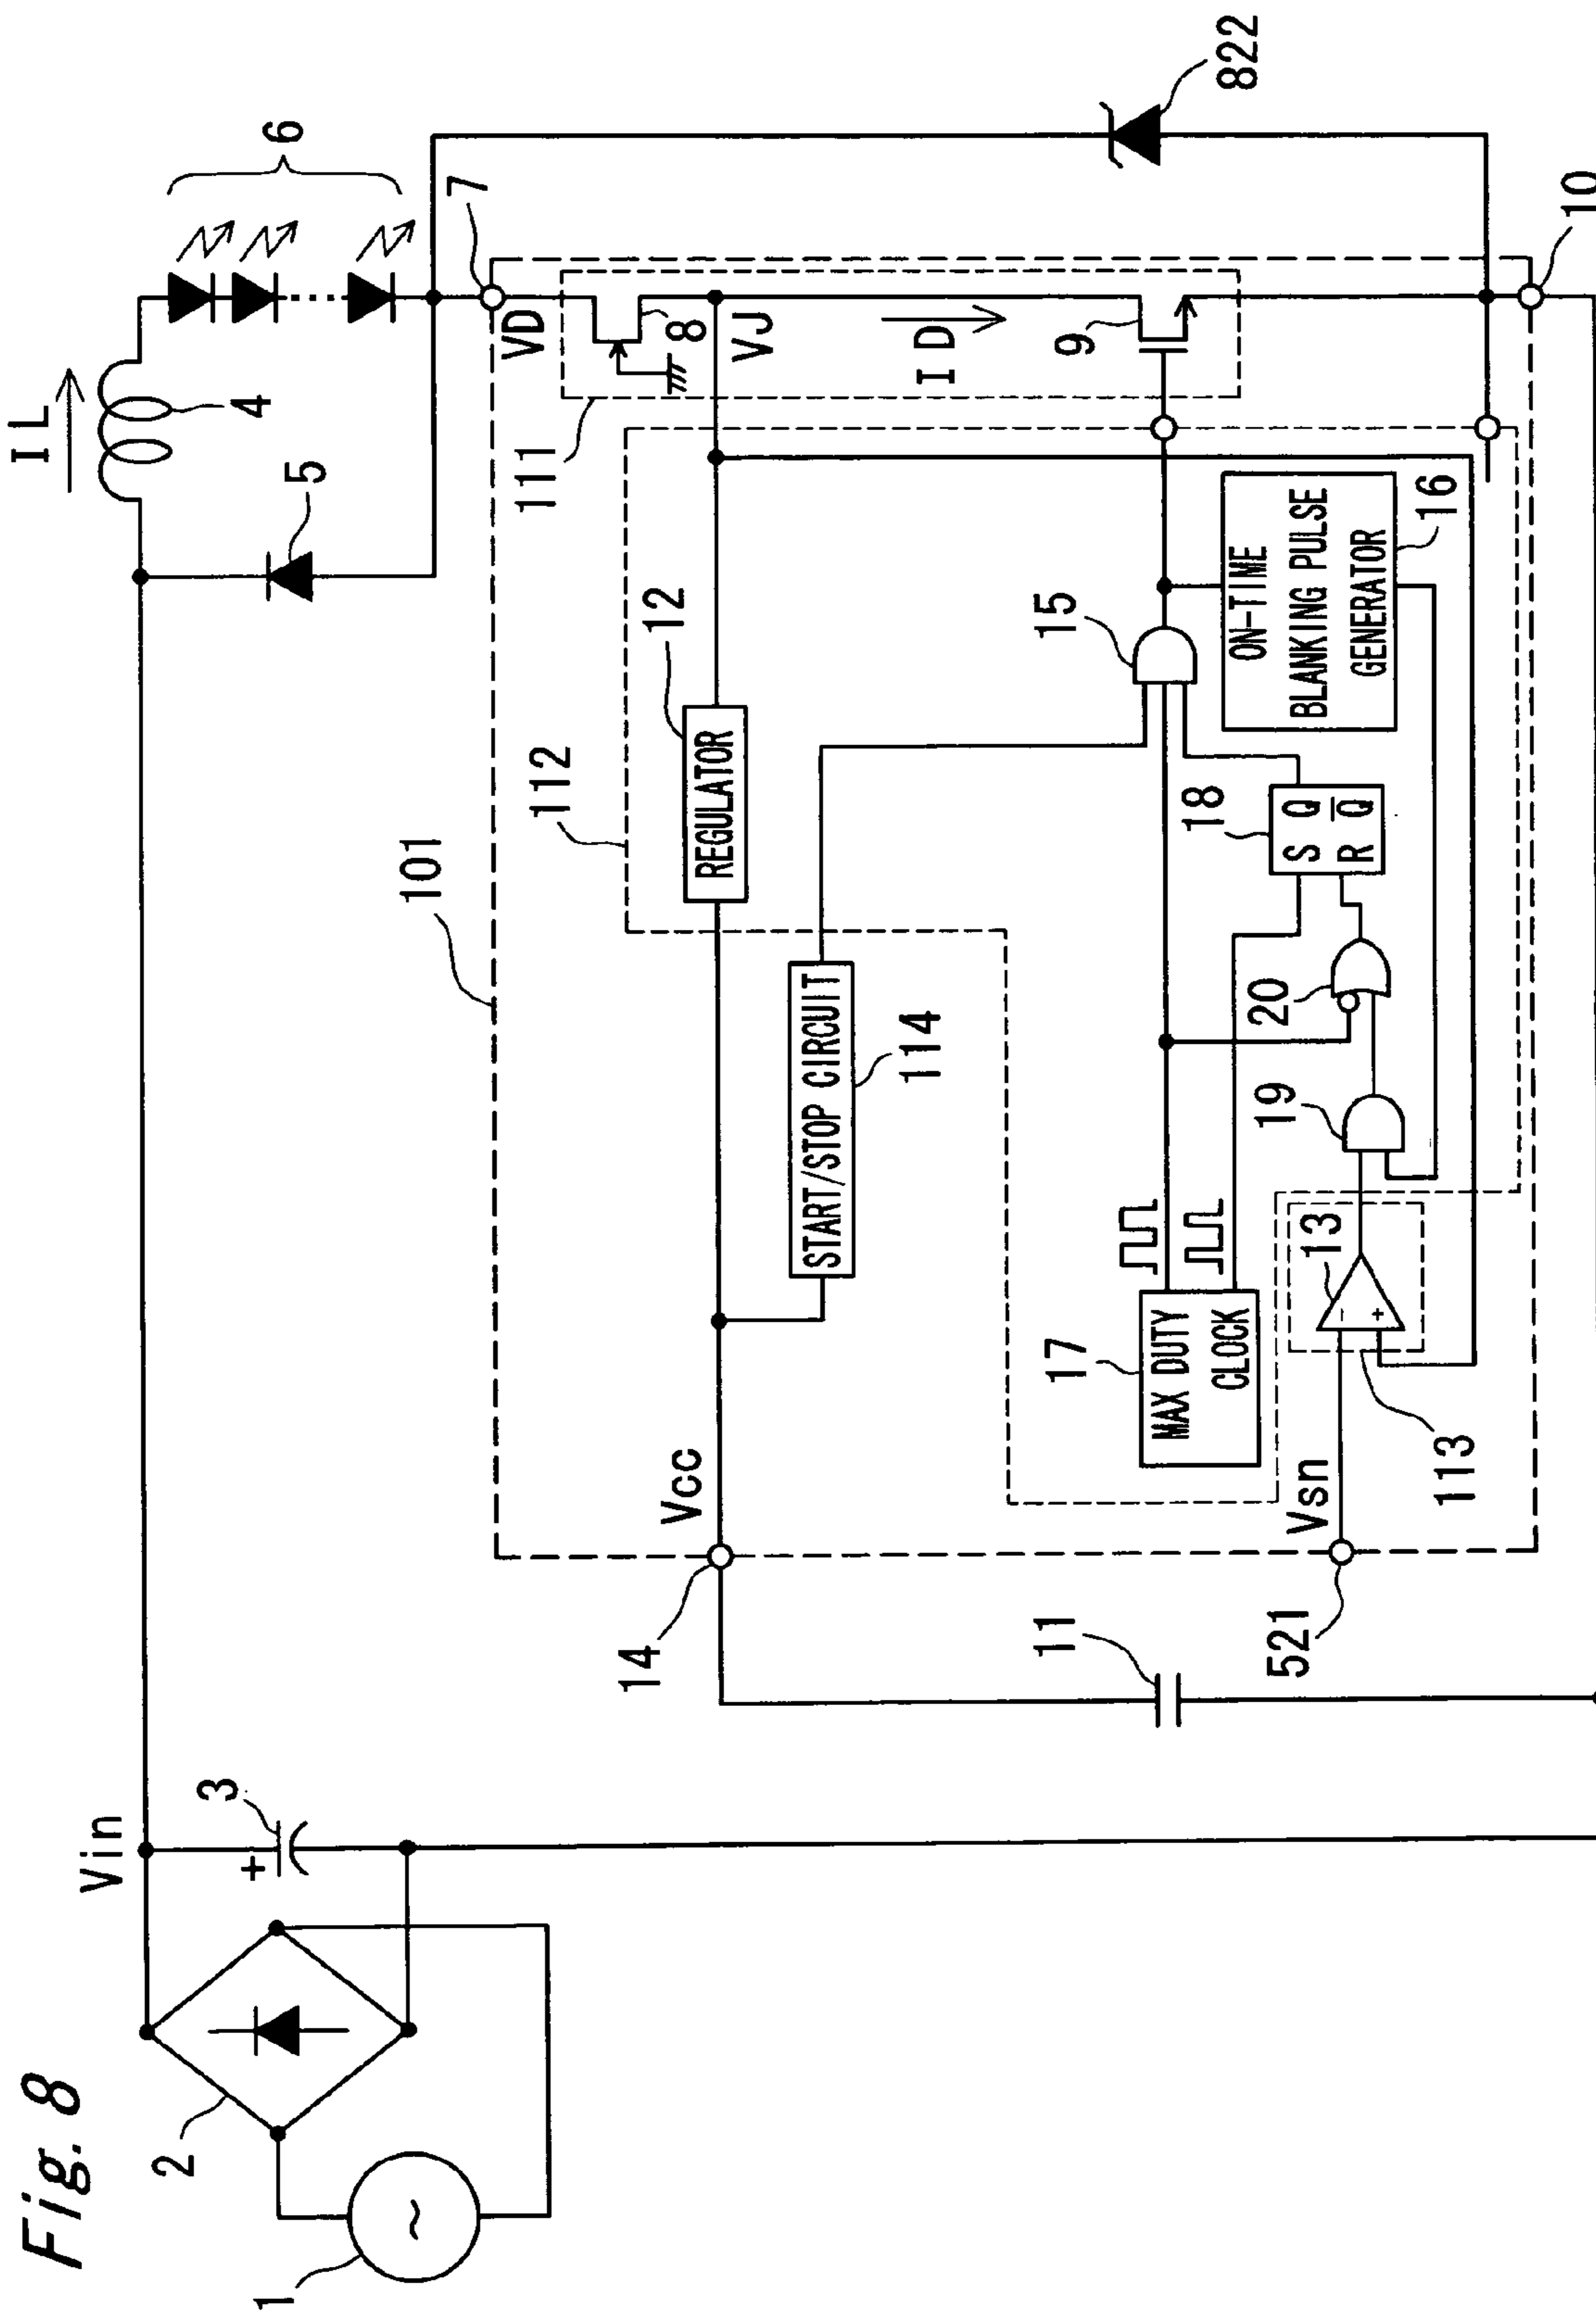 Fig. 8
1
2
Vin
3
+
~
IL
4
5
6
7
VD
8
VJ
ID
9
10
822
111
101
112
12
REGULATOR
START/STOP CIRCUIT
114
Vcc
14
11
15
ON-TIME
BLANKING PULSE
GENERATOR
16
18
S Q
R Q̅
20
19
17
MAX DUTY
CLOCK
13
-
+
113
Vsn
521